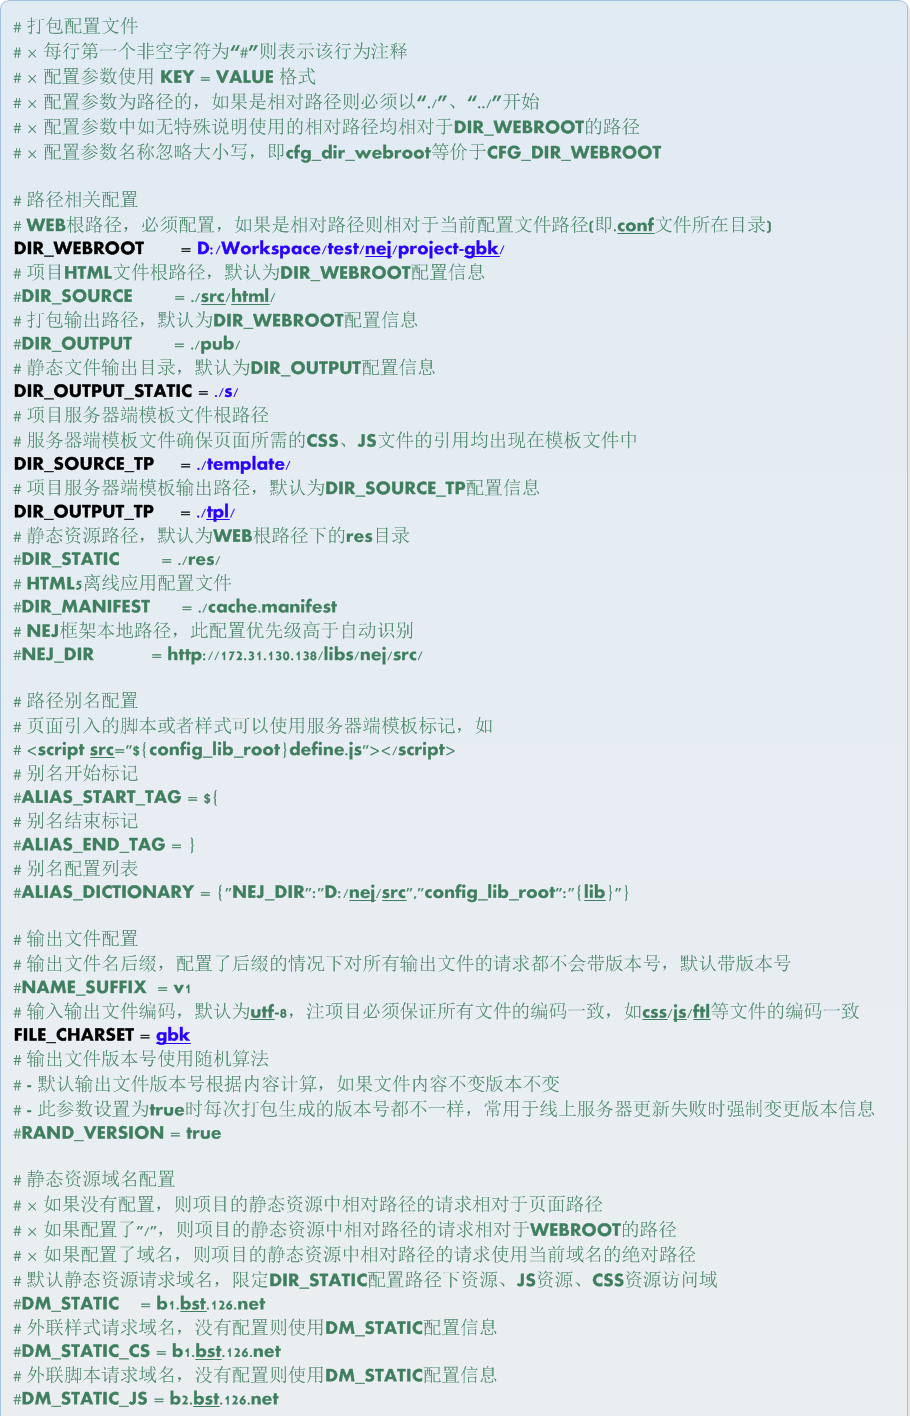 # 打包配置文件
# × 每行第一个非空字符为“#”则表示该行为注释
# × 配置参数使用 KEY = VALUE 格式
# × 配置参数为路径的，如果是相对路径则必须以“./”、“../”开始
# × 配置参数中如无特殊说明使用的相对路径均相对于DIR_WEBROOT的路径
# × 配置参数名称忽略大小写，即cfg_dir_webroot等价于CFG_DIR_WEBROOT
# 路径相关配置
# WEB根路径，必须配置，如果是相对路径则相对于当前配置文件路径(即.conf文件所在目录)
DIR_WEBROOT = D:/Workspace/test/nej/project-gbk/
# 项目HTML文件根路径，默认为DIR_WEBROOT配置信息
#DIR_SOURCE = ./src/html/
# 打包输出路径，默认为DIR_WEBROOT配置信息
#DIR_OUTPUT = ./pub/
# 静态文件输出目录，默认为DIR_OUTPUT配置信息
DIR_OUTPUT_STATIC = ./s/
# 项目服务器端模板文件根路径
# 服务器端模板文件确保页面所需的CSS、JS文件的引用均出现在模板文件中
DIR_SOURCE_TP = ./template/
# 项目服务器端模板输出路径，默认为DIR_SOURCE_TP配置信息
DIR_OUTPUT_TP = ./tpl/
# 静态资源路径，默认为WEB根路径下的res目录
#DIR_STATIC = ./res/
# HTML5离线应用配置文件
#DIR_MANIFEST = ./cache.manifest
# NEJ框架本地路径，此配置优先级高于自动识别
#NEJ_DIR = http://172.31.130.138/libs/nej/src/
# 路径别名配置
# 页面引入的脚本或者样式可以使用服务器端模板标记，如
# <script src="${config_lib_root}define.js"></script>
# 别名开始标记
#ALIAS_START_TAG = ${
# 别名结束标记
#ALIAS_END_TAG = }
# 别名配置列表
#ALIAS_DICTIONARY = {"NEJ_DIR":"D:/nej/src","config_lib_root":"{lib}"}
# 输出文件配置
# 输出文件名后缀，配置了后缀的情况下对所有输出文件的请求都不会带版本号，默认带版本号
#NAME_SUFFIX = v1
# 输入输出文件编码，默认为utf-8，注项目必须保证所有文件的编码一致，如css/js/ftl等文件的编码一致
FILE_CHARSET = gbk
# 输出文件版本号使用随机算法
# - 默认输出文件版本号根据内容计算，如果文件内容不变版本不变
# - 此参数设置为true时每次打包生成的版本号都不一样，常用于线上服务器更新失败时强制变更版本信息
#RAND_VERSION = true
# 静态资源域名配置
# × 如果没有配置，则项目的静态资源中相对路径的请求相对于页面路径
# × 如果配置了"/"，则项目的静态资源中相对路径的请求相对于WEBROOT的路径
# × 如果配置了域名，则项目的静态资源中相对路径的请求使用当前域名的绝对路径
# 默认静态资源请求域名，限定DIR_STATIC配置路径下资源、JS资源、CSS资源访问域
#DM_STATIC = b1.bst.126.net
# 外联样式请求域名，没有配置则使用DM_STATIC配置信息
#DM_STATIC_CS = b1.bst.126.net
# 外联脚本请求域名，没有配置则使用DM_STATIC配置信息
#DM_STATIC_JS = b2.bst.126.net